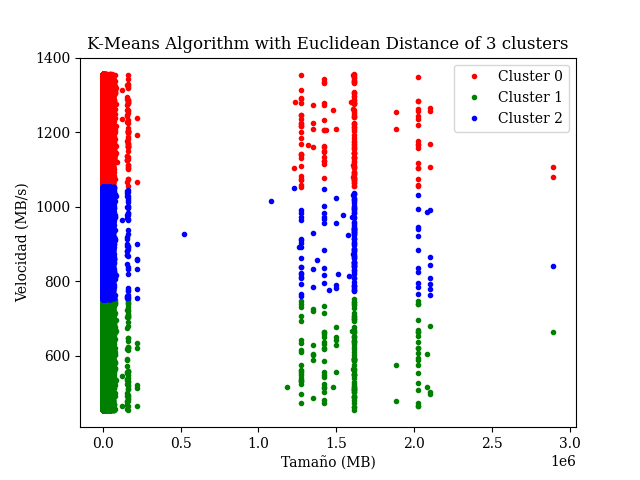 K-Means Algorithm with Euclidean Distance of 3 clusters
1400
1200
1000
800
600
Velocidad (MB/s)
Cluster 0
Cluster 1
Cluster 2
0.0 0.5 1.0 1.5 2.0 2.5 3.0
1e6
Tamaño (MB)